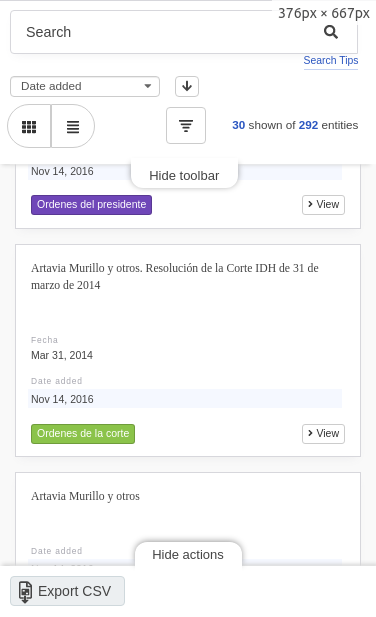 376px × 667px
Search
Search Tips
Date added
30 shown of 292 entities
Nov 14, 2016
Hide toolbar
Ordenes del presidente
View
Artavia Murillo y otros. Resolución de la Corte IDH de 31 de
marzo de 2014
Fecha
Mar 31, 2014
Date added
Nov 14, 2016
Ordenes de la corte
View
Artavia Murillo y otros
Date added
Hide actions
Export CSV